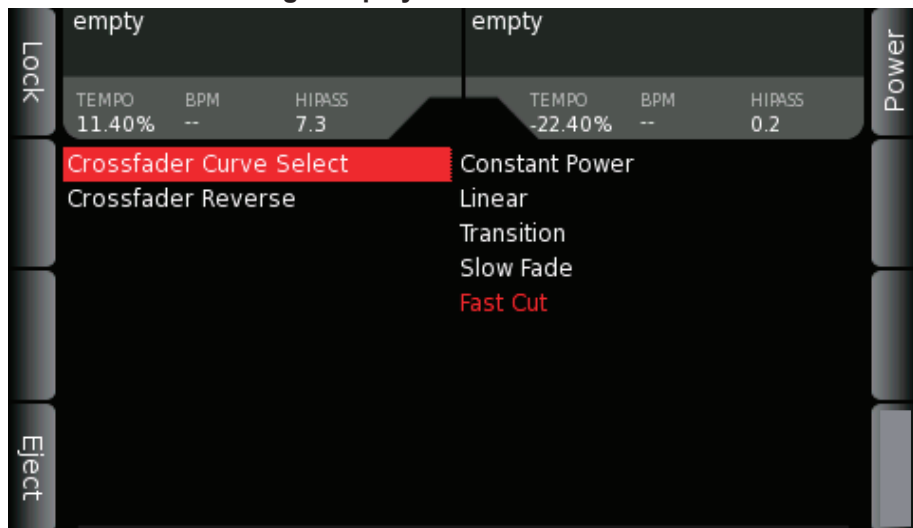 empty
empty
Lock
Power
TEMPO BPM HIPASS
11.40% -- 7.3
TEMPO BPM HIPASS
-22.40% -- 0.2
Crossfader Curve Select
Crossfader Reverse
Constant Power
Linear
Transition
Slow Fade
Fast Cut
Eject